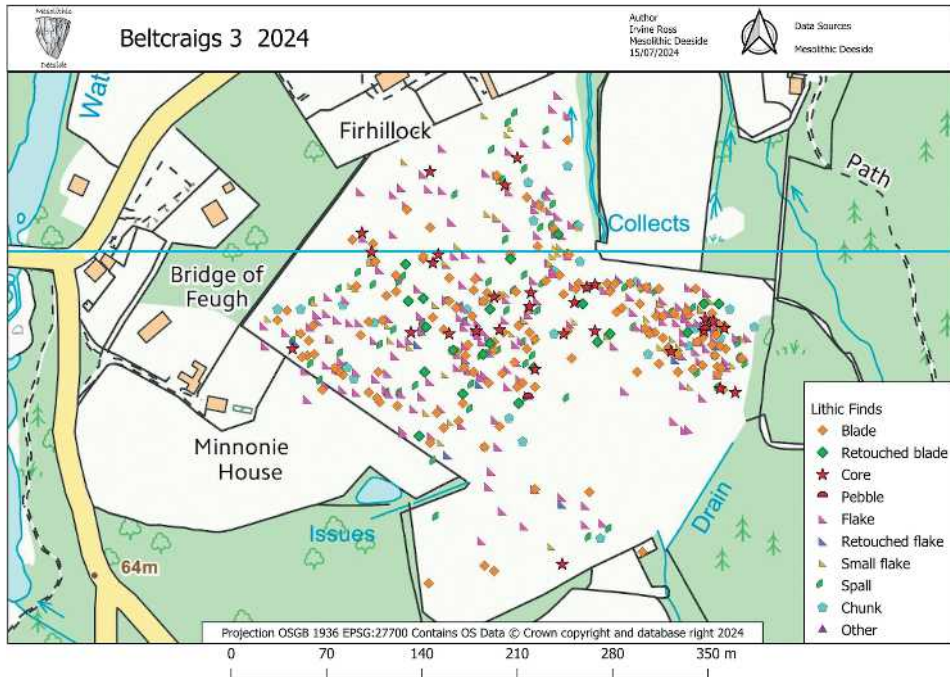 Mesolithic
Deeside
Beltcraigs 3 2024
Author
Irvine Ross
Mesolithic Deeside
15/07/2024
Data Sources
Mesolithic Deeside
Wat
Firhillock
Path
Collects
Bridge of
Feugh
Minnonie
House
Issues
Drain
64m
Lithic Finds
Blade
Retouched blade
Core
Pebble
Flake
Retouched flake
Small flake
Spall
Chunk
Other
Projection OSGB 1936 EPSG:27700 Contains OS Data © Crown copyright and database right 2024
0 70 140 210 280 350 m